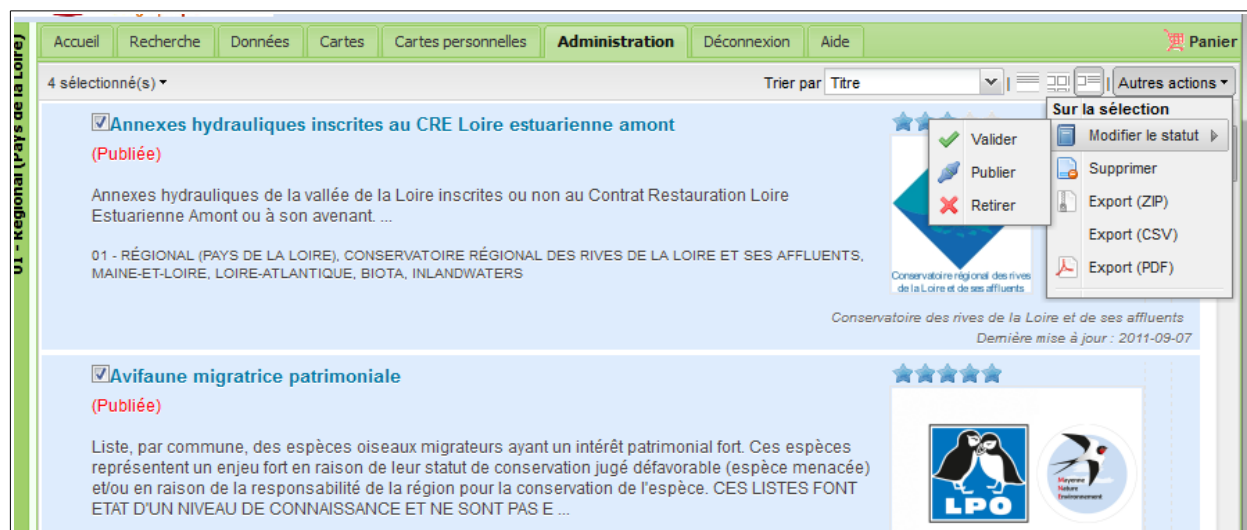 01 - Régional (Pays de la Loire)
Accueil Recherche Données Cartes Cartes personnelles Administration Déconnexion Aide Panier
4 sélectionné(s) Trier par Titre Autres actions
Sur la sélection
Modifier le statut
Supprimer
Export (ZIP)
Export (CSV)
Export (PDF)
Valider
Publier
Retirer
Annexes hydrauliques inscrites au CRE Loire estuarienne amont
(Publiée)
Annexes hydrauliques de la vallée de la Loire inscrites ou non au Contrat Restauration Loire
Estuarienne Amont ou à son avenant. ...
01 - RÉGIONAL (PAYS DE LA LOIRE), CONSERVATOIRE RÉGIONAL DES RIVES DE LA LOIRE ET SES AFFLUENTS,
MAINE-ET-LOIRE, LOIRE-ATLANTIQUE, BIOTA, INLANDWATERS
Conservatoire régional des rives
de la Loire et de ses affluents
Conservatoire des rives de la Loire et de ses affluents
Dernière mise à jour : 2011-09-07
Avifaune migratrice patrimoniale
(Publiée)
Liste, par commune, des espèces oiseaux migrateurs ayant un intérêt patrimonial fort. Ces espèces
représentent un enjeu fort en raison de leur statut de conservation jugé défavorable (espèce menacée)
et/ou en raison de la responsabilité de la région pour la conservation de l'espèce. CES LISTES FONT
ETAT D'UN NIVEAU DE CONNAISSANCE ET NE SONT PAS E ...
LPO
Mayenne
Nature
Environnement